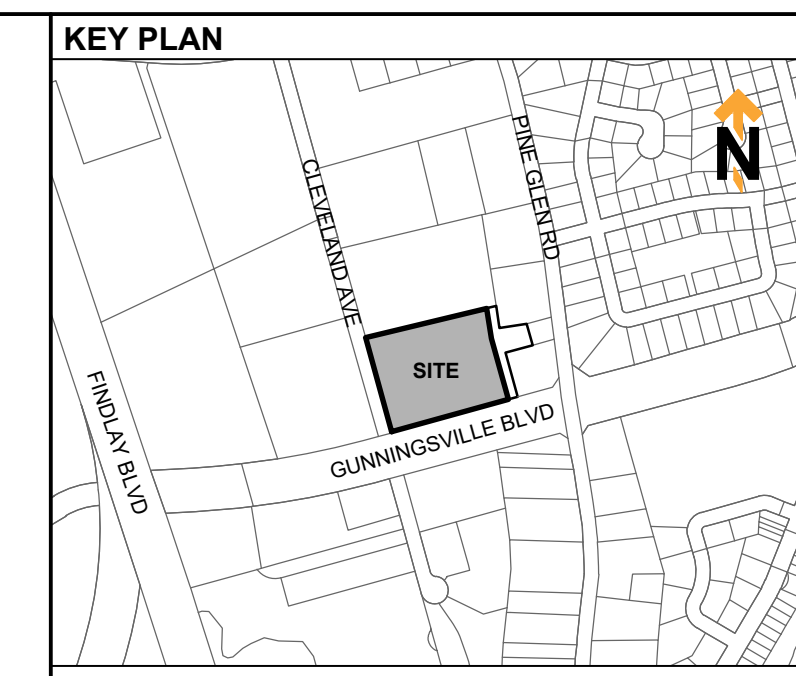 KEY PLAN
N
CLEVELAND AVE
PINE GLEN RD
SITE
FINDLAY BLVD
GUNNINGSVILLE BLVD